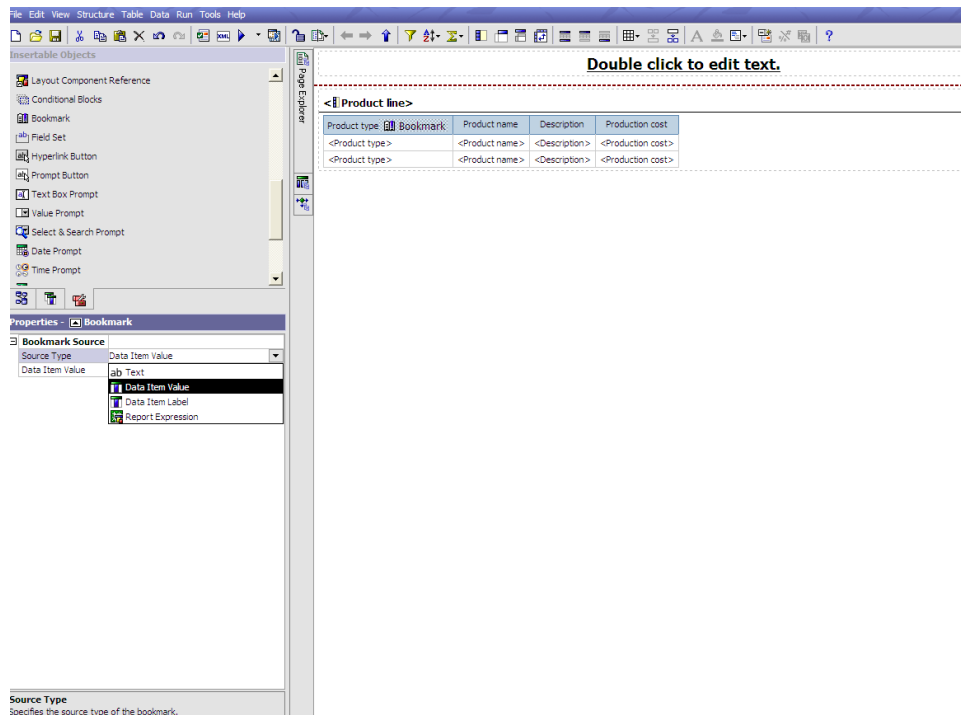 File Edit View Structure Table Data Run Tools Help
Insertable Objects
Layout Component Reference
Conditional Blocks
Bookmark
Field Set
Hyperlink Button
Prompt Button
Text Box Prompt
Value Prompt
Select & Search Prompt
Date Prompt
Time Prompt
Properties - Bookmark
Bookmark Source
Source Type Data Item Value
Data Item Value
ab Text
Data Item Value
Data Item Label
Report Expression
Source Type
Specifies the source type of the bookmark.
Page Explorer
Double click to edit text.
<Product line>
Product type Bookmark Product name Description Production cost
<Product type> <Product name> <Description> <Production cost>
<Product type> <Product name> <Description> <Production cost>